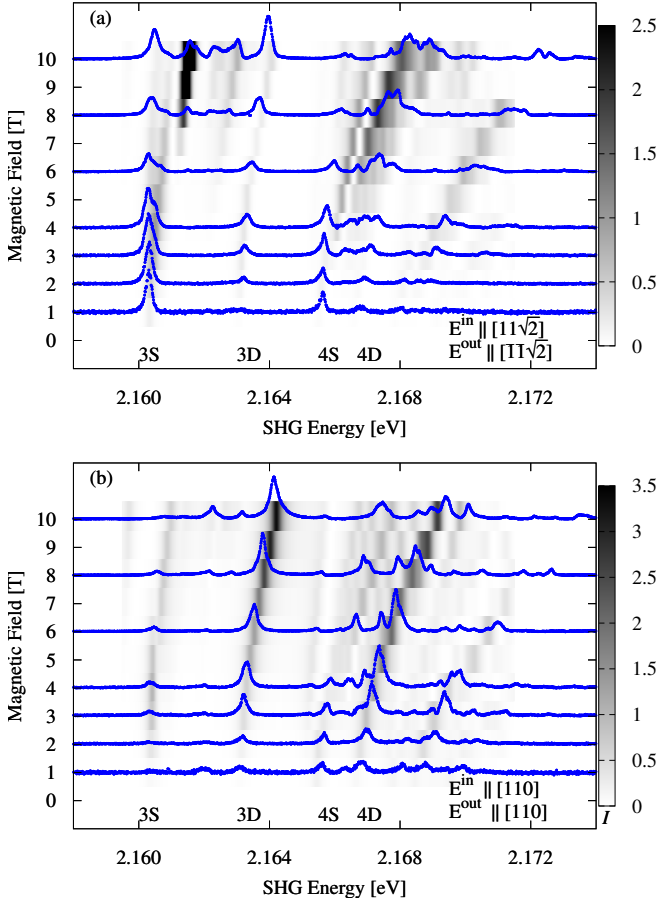 (a)
2.5
2
1.5
1
0.5
0
10
9
8
7
6
5
4
3
2
1
0
Magnetic Field [T]
3S 3D 4S 4D
E^in ∥ [11√2]
E^out ∥ [1̅1̅√2]
2.160 2.164 2.168 2.172
SHG Energy [eV]
(b)
3.5
3
2.5
2
1.5
1
0.5
0
I
10
9
8
7
6
5
4
3
2
1
0
Magnetic Field [T]
3S 3D 4S 4D
E^in ∥ [110]
E^out ∥ [110]
2.160 2.164 2.168 2.172
SHG Energy [eV]